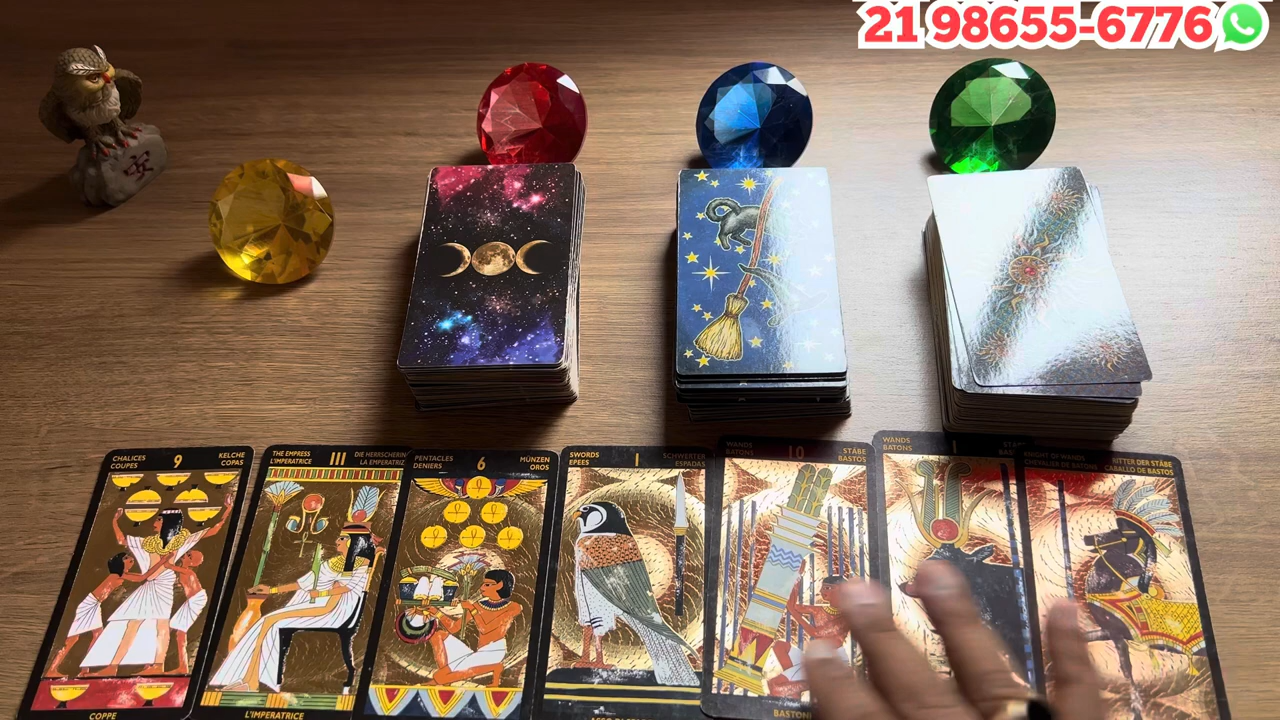 21 98655-6776
安
CHALICES
COUPES
9
KELCHE
COPAS
COPPE
THE EMPRESS
L'IMPERATRICE
III
DIE HERRSCHERIN
LA EMPERATRIZ
L'IMPERATRICE
PENTACLES
DENIERS
6
MÜNZEN
OROS
SWORDS
EPEES
I
SCHWERTER
ESPADAS
WANDS
BATONS
10
STÄBE
BASTOS
BASTONI
WANDS
BATONS
1
KNIGHT OF WANDS
CHEVALIER DE BATONS
RITTER DER STÄBE
CABALLO DE BASTOS